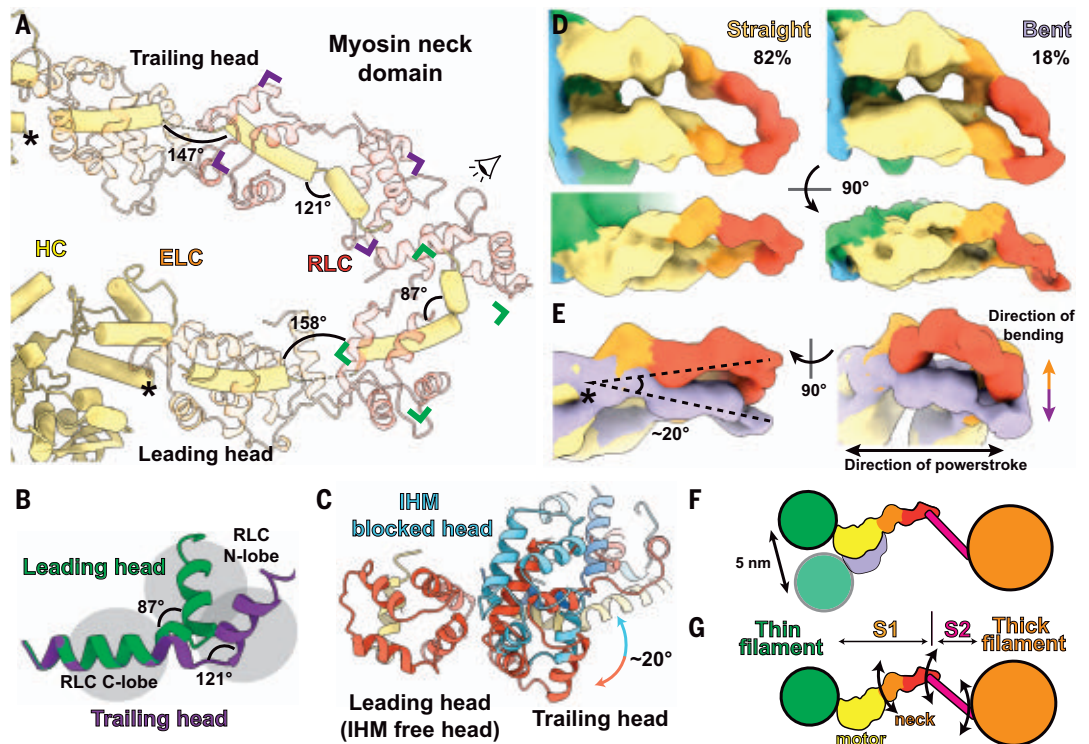 A
Trailing head
Myosin neck
domain
*
147°
121°
HC
ELC
RLC
87°
158°
*
Leading head
B
Leading head
RLC
N-lobe
87°
RLC C-lobe
121°
Trailing head
C
IHM
blocked head
~20°
Leading head
(IHM free head)
Trailing head
D
Straight
82%
Bent
18%
90°
E
*
~20°
90°
Direction of
bending
Direction of powerstroke
F
5 nm
G
Thin
filament
S1
S2
Thick
filament
neck
motor